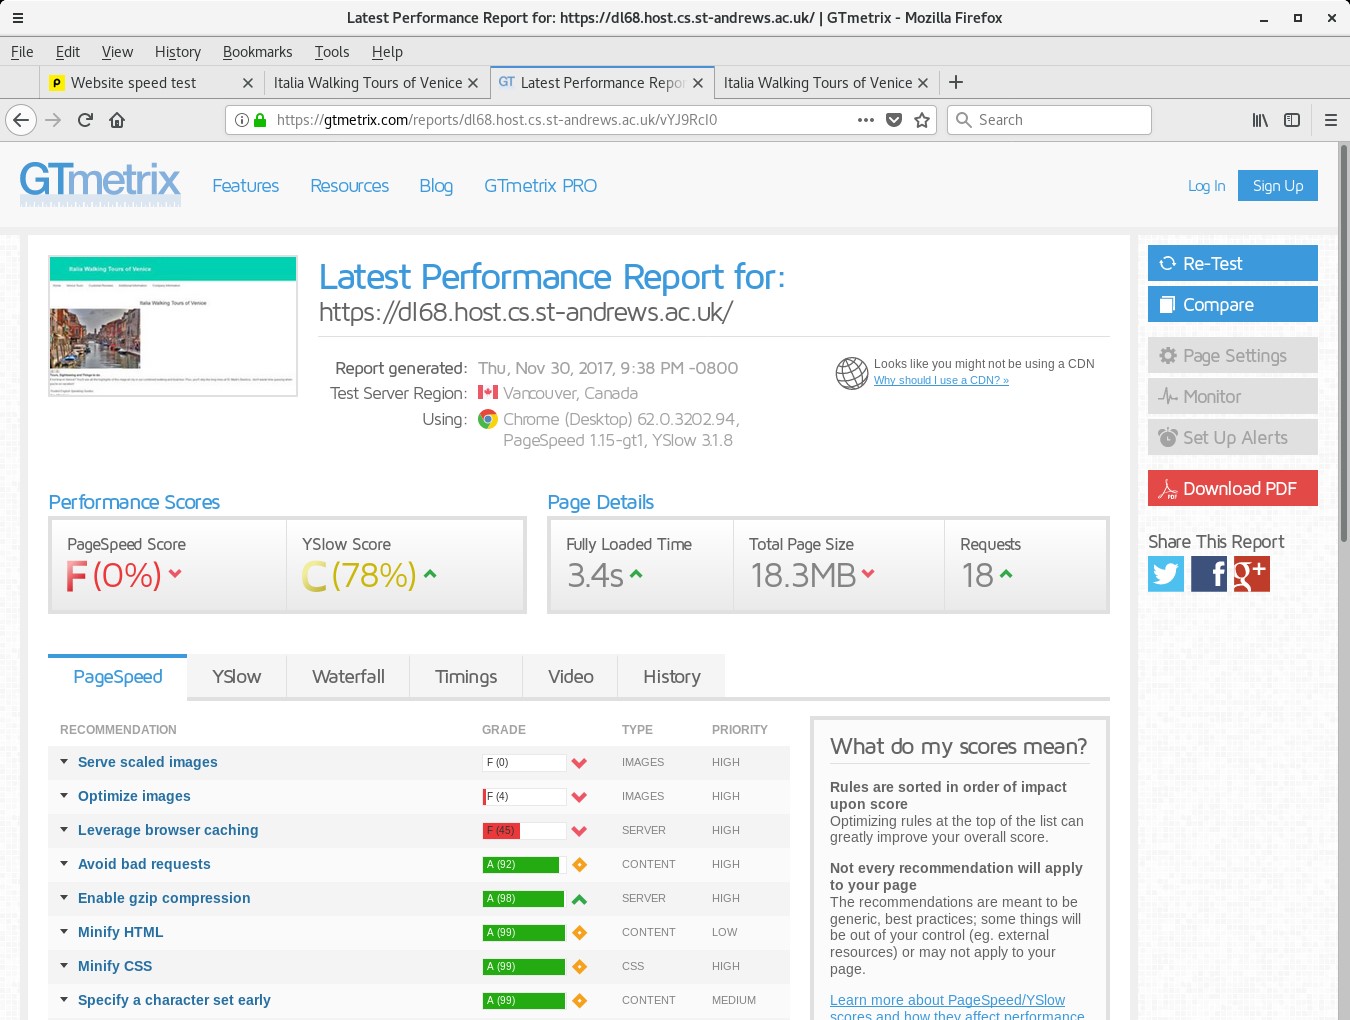 Latest Performance Report for: https://dl68.host.cs.st-andrews.ac.uk/ | GTmetrix - Mozilla Firefox
File Edit View History Bookmarks Tools Help
Website speed test
Italia Walking Tours of Venice
Latest Performance Repor
Italia Walking Tours of Venice
https://gtmetrix.com/reports/dl68.host.cs.st-andrews.ac.uk/vYJ9RcI0
Search
GTmetrix
Features Resources Blog GTmetrix PRO
Log In Sign Up
Italia Walking Tours of Venice
Italia Walking Tours of Venice
Latest Performance Report for:
https://dl68.host.cs.st-andrews.ac.uk/
Report generated: Thu, Nov 30, 2017, 9:38 PM -0800
Test Server Region: Vancouver, Canada
Using: Chrome (Desktop) 62.0.3202.94,
PageSpeed 1.15-gt1, YSlow 3.1.8
Looks like you might not be using a CDN
Why should I use a CDN? »
Re-Test
Compare
Page Settings
Monitor
Set Up Alerts
Download PDF
Share This Report
Performance Scores
PageSpeed Score
F (0%)
YSlow Score
C (78%)
Page Details
Fully Loaded Time
3.4s
Total Page Size
18.3MB
Requests
18
PageSpeed YSlow Waterfall Timings Video History
RECOMMENDATION GRADE TYPE PRIORITY
Serve scaled images F (0) IMAGES HIGH
Optimize images F (4) IMAGES HIGH
Leverage browser caching F (45) SERVER HIGH
Avoid bad requests A (92) CONTENT HIGH
Enable gzip compression A (98) SERVER HIGH
Minify HTML A (99) CONTENT LOW
Minify CSS A (99) CSS HIGH
Specify a character set early A (99) CONTENT MEDIUM
What do my scores mean?
Rules are sorted in order of impact
upon score
Optimizing rules at the top of the list can
greatly improve your overall score.
Not every recommendation will apply
to your page
The recommendations are meant to be
generic, best practices; some things will
be out of your control (eg. external
resources) or may not apply to your
page.
Learn more about PageSpeed/YSlow
scores and how they affect performance